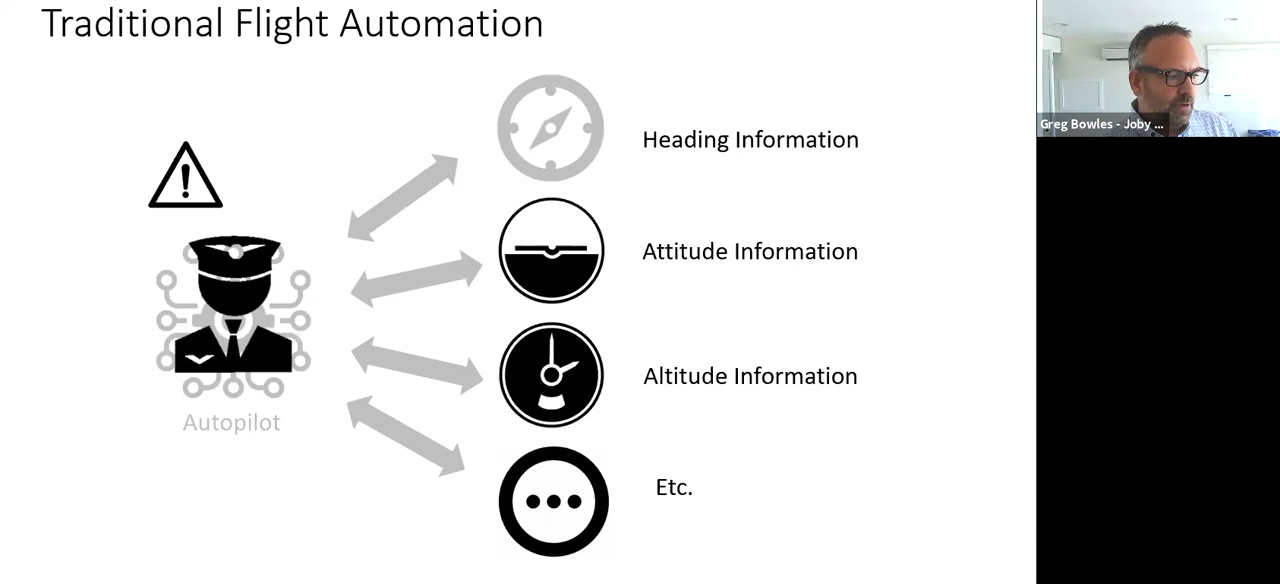 Traditional Flight Automation
Heading Information
Attitude Information
Altitude Information
Etc.
Autopilot
Greg Bowles - Joby ...